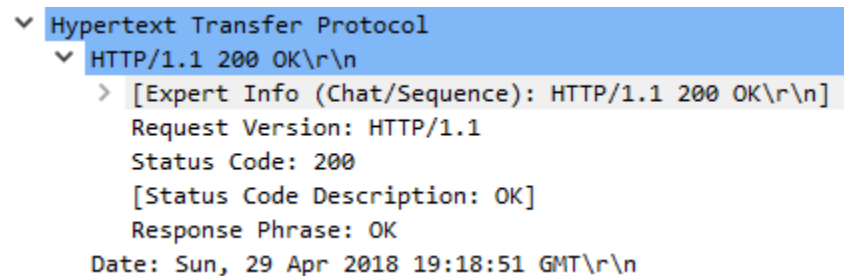 Hypertext Transfer Protocol
HTTP/1.1 200 OK\r\n
[Expert Info (Chat/Sequence): HTTP/1.1 200 OK\r\n]
Request Version: HTTP/1.1
Status Code: 200
[Status Code Description: OK]
Response Phrase: OK
Date: Sun, 29 Apr 2018 19:18:51 GMT\r\n